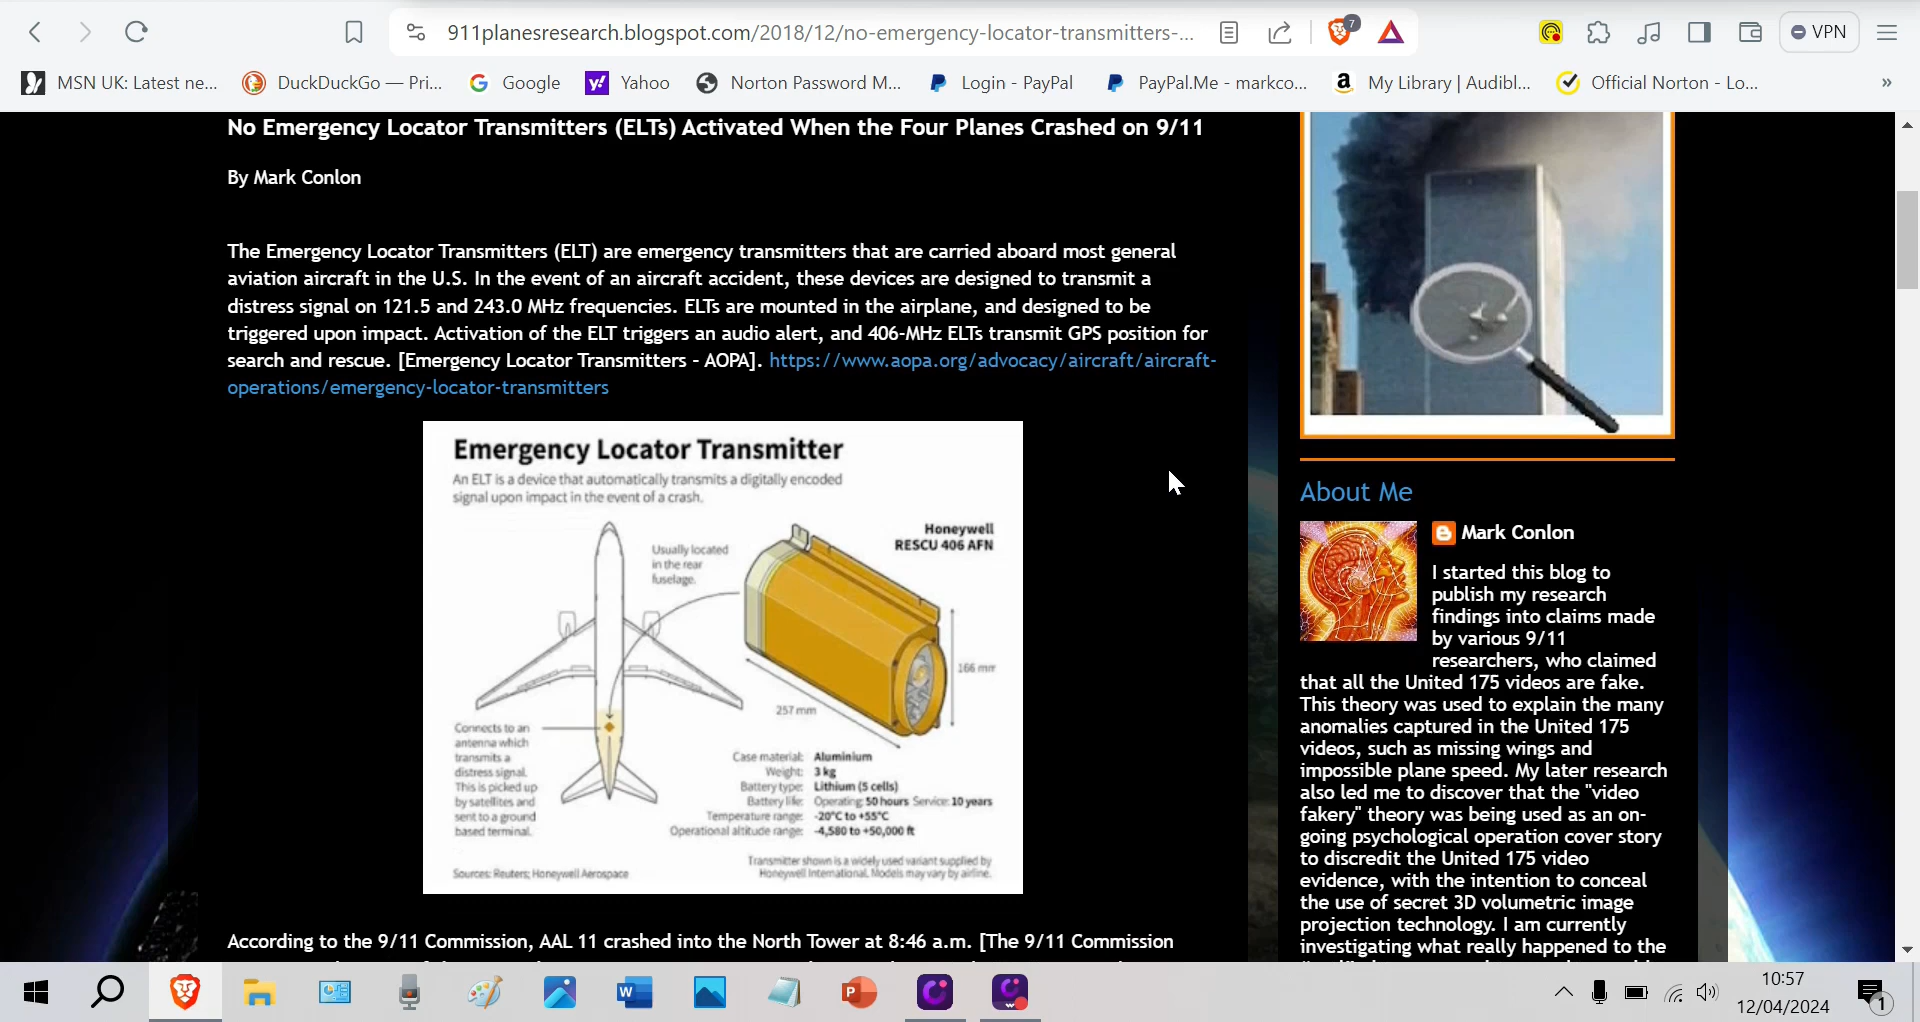 911planesresearch.blogspot.com/2018/12/no-emergency-locator-transmitters-...
7
VPN
MSN UK: Latest ne...
DuckDuckGo — Pri...
Google
Yahoo
Norton Password M...
Login - PayPal
PayPal.Me - markco...
My Library | Audibl...
Official Norton - Lo...
»
No Emergency Locator Transmitters (ELTs) Activated When the Four Planes Crashed on 9/11
By Mark Conlon
The Emergency Locator Transmitters (ELT) are emergency transmitters that are carried aboard most general
aviation aircraft in the U.S. In the event of an aircraft accident, these devices are designed to transmit a
distress signal on 121.5 and 243.0 MHz frequencies. ELTs are mounted in the airplane, and designed to be
triggered upon impact. Activation of the ELT triggers an audio alert, and 406-MHz ELTs transmit GPS position for
search and rescue. [Emergency Locator Transmitters - AOPA]. https://www.aopa.org/advocacy/aircraft/aircraft-
operations/emergency-locator-transmitters
Emergency Locator Transmitter
An ELT is a device that automatically transmits a digitally encoded
signal upon impact in the event of a crash.
Usually located
in the rear
fuselage.
Honeywell
RESCU 406 AFN
166 mm
257 mm
Connects to an
antenna which
transmits a
distress signal.
This is picked up
by satellites and
sent to a ground
based terminal.
Case material: Aluminium
Weight: 3 kg
Battery type: Lithium (5 cells)
Battery life: Operating: 50 hours Service: 10 years
Temperature range: -20°C to +55°C
Operational altitude range: -4,580 to +50,000 ft
Transmitter shown is a widely used variant supplied by
Honeywell International. Models may vary by airline.
Sources: Reuters; Honeywell Aerospace
According to the 9/11 Commission, AAL 11 crashed into the North Tower at 8:46 a.m. [The 9/11 Commission
About Me
Mark Conlon
I started this blog to
publish my research
findings into claims made
by various 9/11
researchers, who claimed
that all the United 175 videos are fake.
This theory was used to explain the many
anomalies captured in the United 175
videos, such as missing wings and
impossible plane speed. My later research
also led me to discover that the "video
fakery" theory was being used as an on-
going psychological operation cover story
to discredit the United 175 video
evidence, with the intention to conceal
the use of secret 3D volumetric image
projection technology. I am currently
investigating what really happened to the
10:57
12/04/2024
1